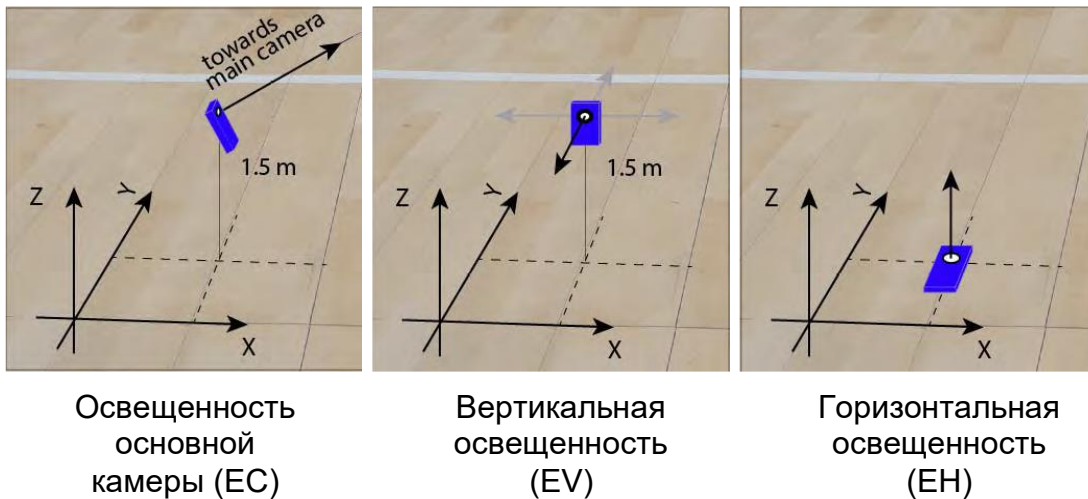 towards
main camera
1.5 m
Z
Y
X
1.5 m
Z
Y
X
Z
Y
X
Освещенность
основной
камеры (EC)
Вертикальная
освещенность
(EV)
Горизонтальная
освещенность
(EH)